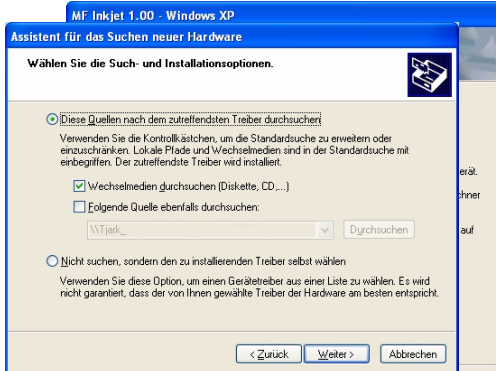 MF Inkjet 1.00 - Windows XP
Assistent für das Suchen neuer Hardware
Wählen Sie die Such- und Installationsoptionen.
Diese Quellen nach dem zutreffendsten Treiber durchsuchen
Verwenden Sie die Kontrollkästchen, um die Standardsuche zu erweitern oder
einzuschränken. Lokale Pfade und Wechselmedien sind in der Standardsuche mit
einbegriffen. Der zutreffendste Treiber wird installiert.
Wechselmedien durchsuchen (Diskette, CD,...)
Folgende Quelle ebenfalls durchsuchen:
\\Tjark_
Durchsuchen
Nicht suchen, sondern den zu installierenden Treiber selbst wählen
Verwenden Sie diese Option, um einen Gerätetreiber aus einer Liste zu wählen. Es wird
nicht garantiert, dass der von Ihnen gewählte Treiber der Hardware am besten entspricht.
< Zurück
Weiter >
Abbrechen
erät.
chner
auf